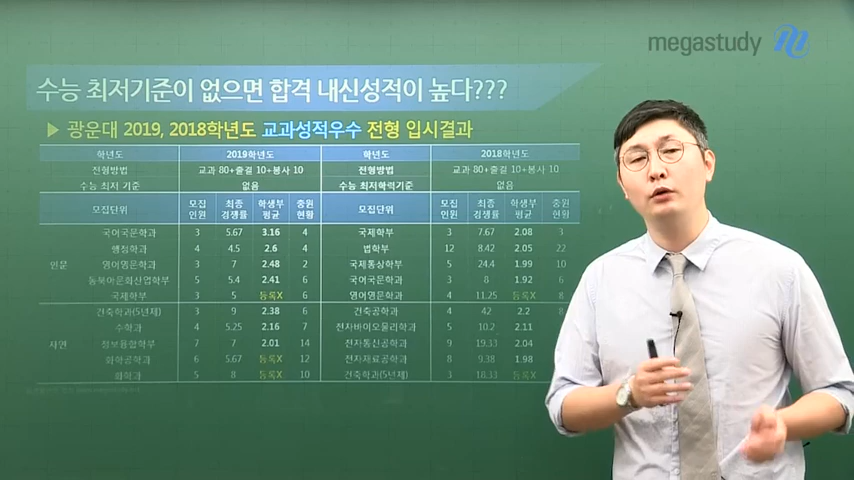 megastudy
수능 최저기준이 없으면 합격 내신성적이 높다???
▶ 광운대 2019, 2018학년도 교과성적우수 전형 입시결과
학년도 2019학년도 학년도 2018학년도
전형방법 교과 80+출결 10+봉사 10 전형방법 교과 80+출결 10+봉사 10
수능 최저 기준 없음 수능 최저학력기준 없음
모집단위 모집인원 최종경쟁률 학생부평균 충원현황 모집단위 모집인원 최종경쟁률 학생부평균 충원현황
인문 국어국문학과 3 5.67 3.16 4 국제학부 3 7.67 2.08 3
행정학과 4 4.5 2.6 4 법학부 12 8.42 2.05 22
영어영문학과 3 7 2.48 2 국제통상학부 5 24.4 1.99 10
동북아문화산업학부 5 5.4 2.41 6 국어국문학과 3 8 1.92 6
국제학부 3 5 등록X 6 영어영문학과 4 11.25 등록X 8
자연 건축학과(5년제) 3 9 2.38 6 건축공학과 4 42 2.2 8
수학과 4 5.25 2.16 7 전자바이오물리학과 5 10.2 2.11
정보융합학부 7 7 2.01 14 전자통신공학과 9 19.33 2.04
화학공학과 6 5.67 등록X 12 전자재료공학과 8 9.38 1.98
화학과 5 8 등록X 10 건축학과(5년제) 3 18.33 등록X